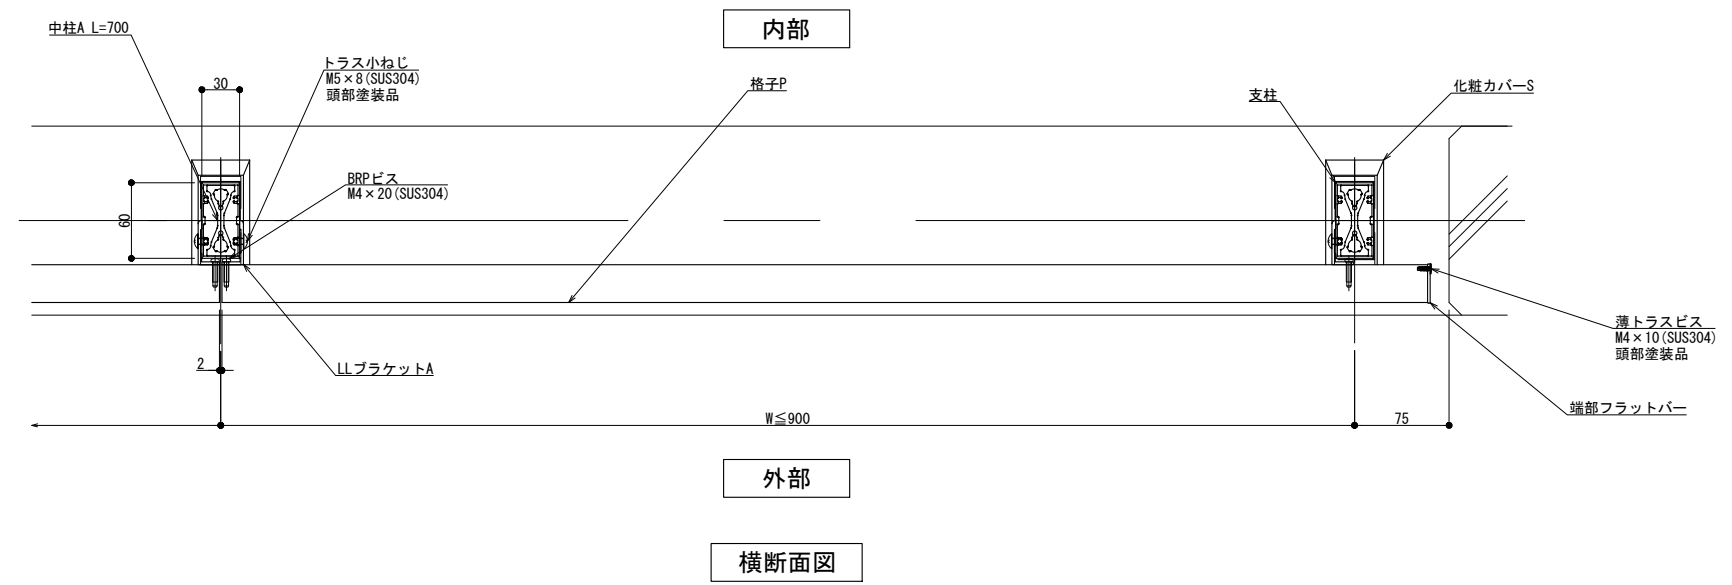 内部
中柱A L=700
トラス小ねじ
M5×8(SUS304)
頭部塗装品
30
格子P
支柱
化粧カバーS
BRPビス
M4×20(SUS304)
60
薄トラスビス
M4×10(SUS304)
頭部塗装品
2
LLブラケットA
端部フラットバー
W≦900
75
外部
横断面図